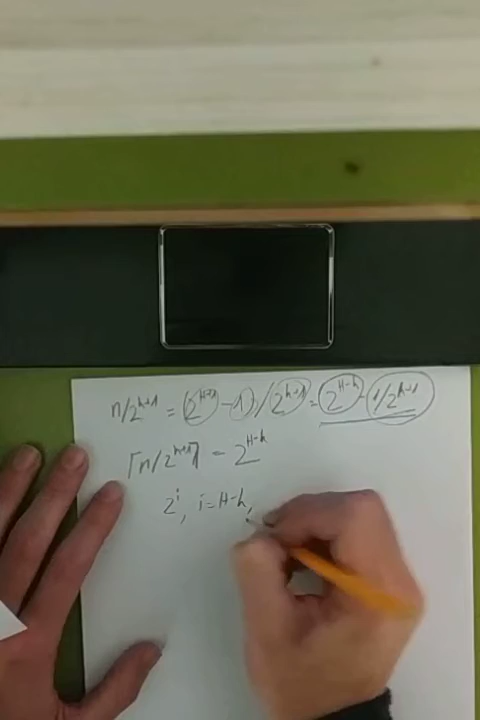 n/2^{h+1} = (2^{H+1} - 1)/2^{h+1} = 2^{H-h} - 1/2^{h+1}
⌈n/2^{h+1}⌉ = 2^{H-h}
2^i, i = H-h,